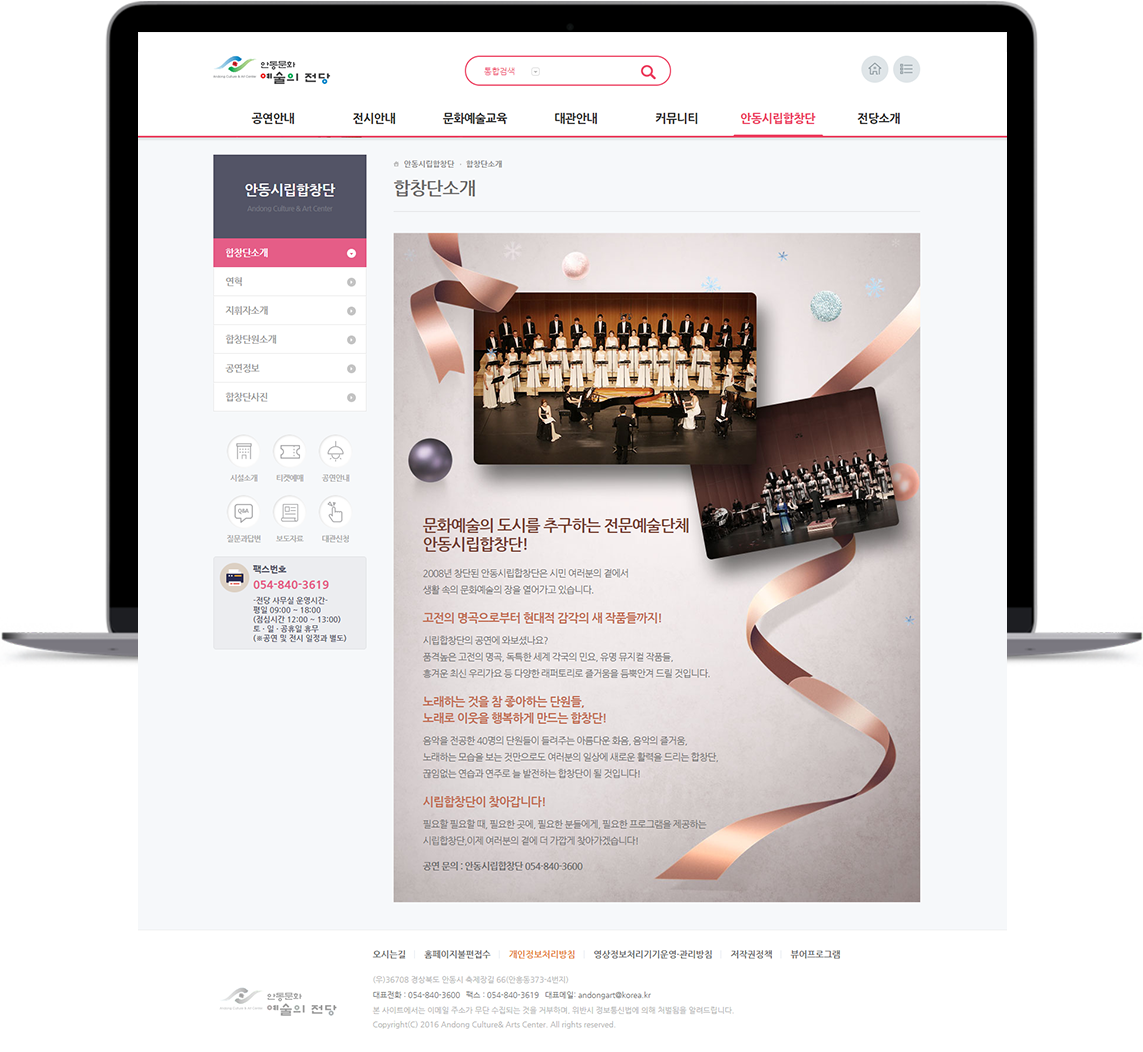 안동문화
예술의 전당
Andong Culture & Art Center
통합검색
공연안내 전시안내 문화예술교육 대관안내 커뮤니티 안동시립합창단 전당소개
안동시립합창단
Andong Culture & Art Center
합창단소개
연혁
지휘자소개
합창단원소개
공연정보
합창단사진
시설소개 티켓예매 공연안내
Q&A
질문과답변 보도자료 대관신청
팩스번호
054-840-3619
-전당 사무실 운영시간-
평일 09:00 ~ 18:00
(점심시간 12:00 ~ 13:00)
토 · 일 · 공휴일 휴무
(※공연 및 전시 일정과 별도)
안동시립합창단 · 합창단소개
합창단소개
문화예술의 도시를 추구하는 전문예술단체
안동시립합창단!
2008년 창단된 안동시립합창단은 시민 여러분의 곁에서
생활 속의 문화예술의 장을 열어가고 있습니다.
고전의 명곡으로부터 현대적 감각의 새 작품들까지!
시립합창단의 공연에 와보셨나요?
품격높은 고전의 명곡, 독특한 세계 각국의 민요, 유명 뮤지컬 작품들,
흥겨운 최신 우리가요 등 다양한 래퍼토리로 즐거움을 듬뿍안겨 드릴 것입니다.
노래하는 것을 참 좋아하는 단원들,
노래로 이웃을 행복하게 만드는 합창단!
음악을 전공한 40명의 단원들이 들려주는 아름다운 화음, 음악의 즐거움,
노래하는 모습을 보는 것만으로도 여러분의 일상에 새로운 활력을 드리는 합창단,
끊임없는 연습과 연주로 늘 발전하는 합창단이 될 것입니다!
시립합창단이 찾아갑니다!
필요할 필요할 때, 필요한 곳에, 필요한 분들에게, 필요한 프로그램을 제공하는
시립합창단,이제 여러분의 곁에 더 가깝게 찾아가겠습니다!
공연 문의 : 안동시립합창단 054-840-3600
오시는길 홈페이지불편접수 개인정보처리방침 영상정보처리기기운영·관리방침 저작권정책 뷰어프로그램
안동문화
예술의 전당
Andong Culture & Art Center
(우)36708 경상북도 안동시 축제장길 66(안흥동373-4번지)
대표전화 : 054-840-3600 팩스 : 054-840-3619 대표메일: andongart@korea.kr
본 사이트에서는 이메일 주소가 무단 수집되는 것을 거부하며, 위반시 정보통신법에 의해 처벌됨을 알려드립니다.
Copyright(C) 2016 Andong Culture& Arts Center. All rights reserved.